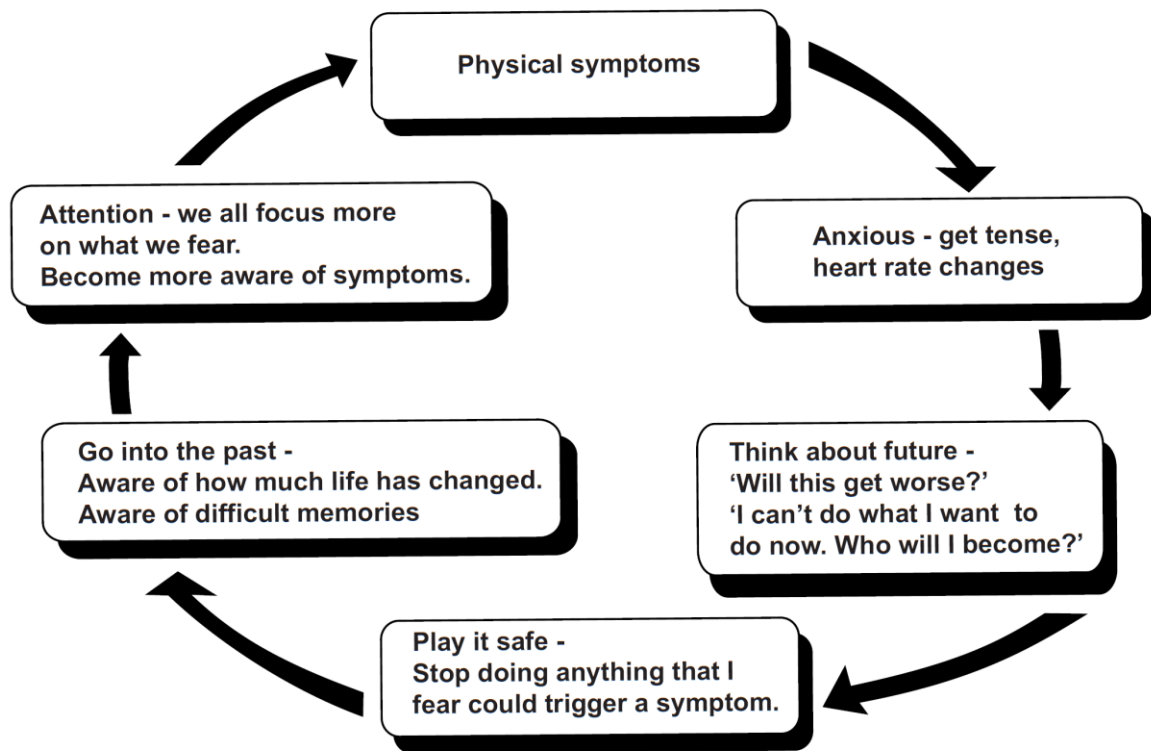 Physical symptoms
Anxious - get tense,
heart rate changes
Think about future -
‘Will this get worse?’
‘I can’t do what I want to
do now. Who will I become?’
Play it safe -
Stop doing anything that I
fear could trigger a symptom.
Go into the past -
Aware of how much life has changed.
Aware of difficult memories
Attention - we all focus more
on what we fear.
Become more aware of symptoms.